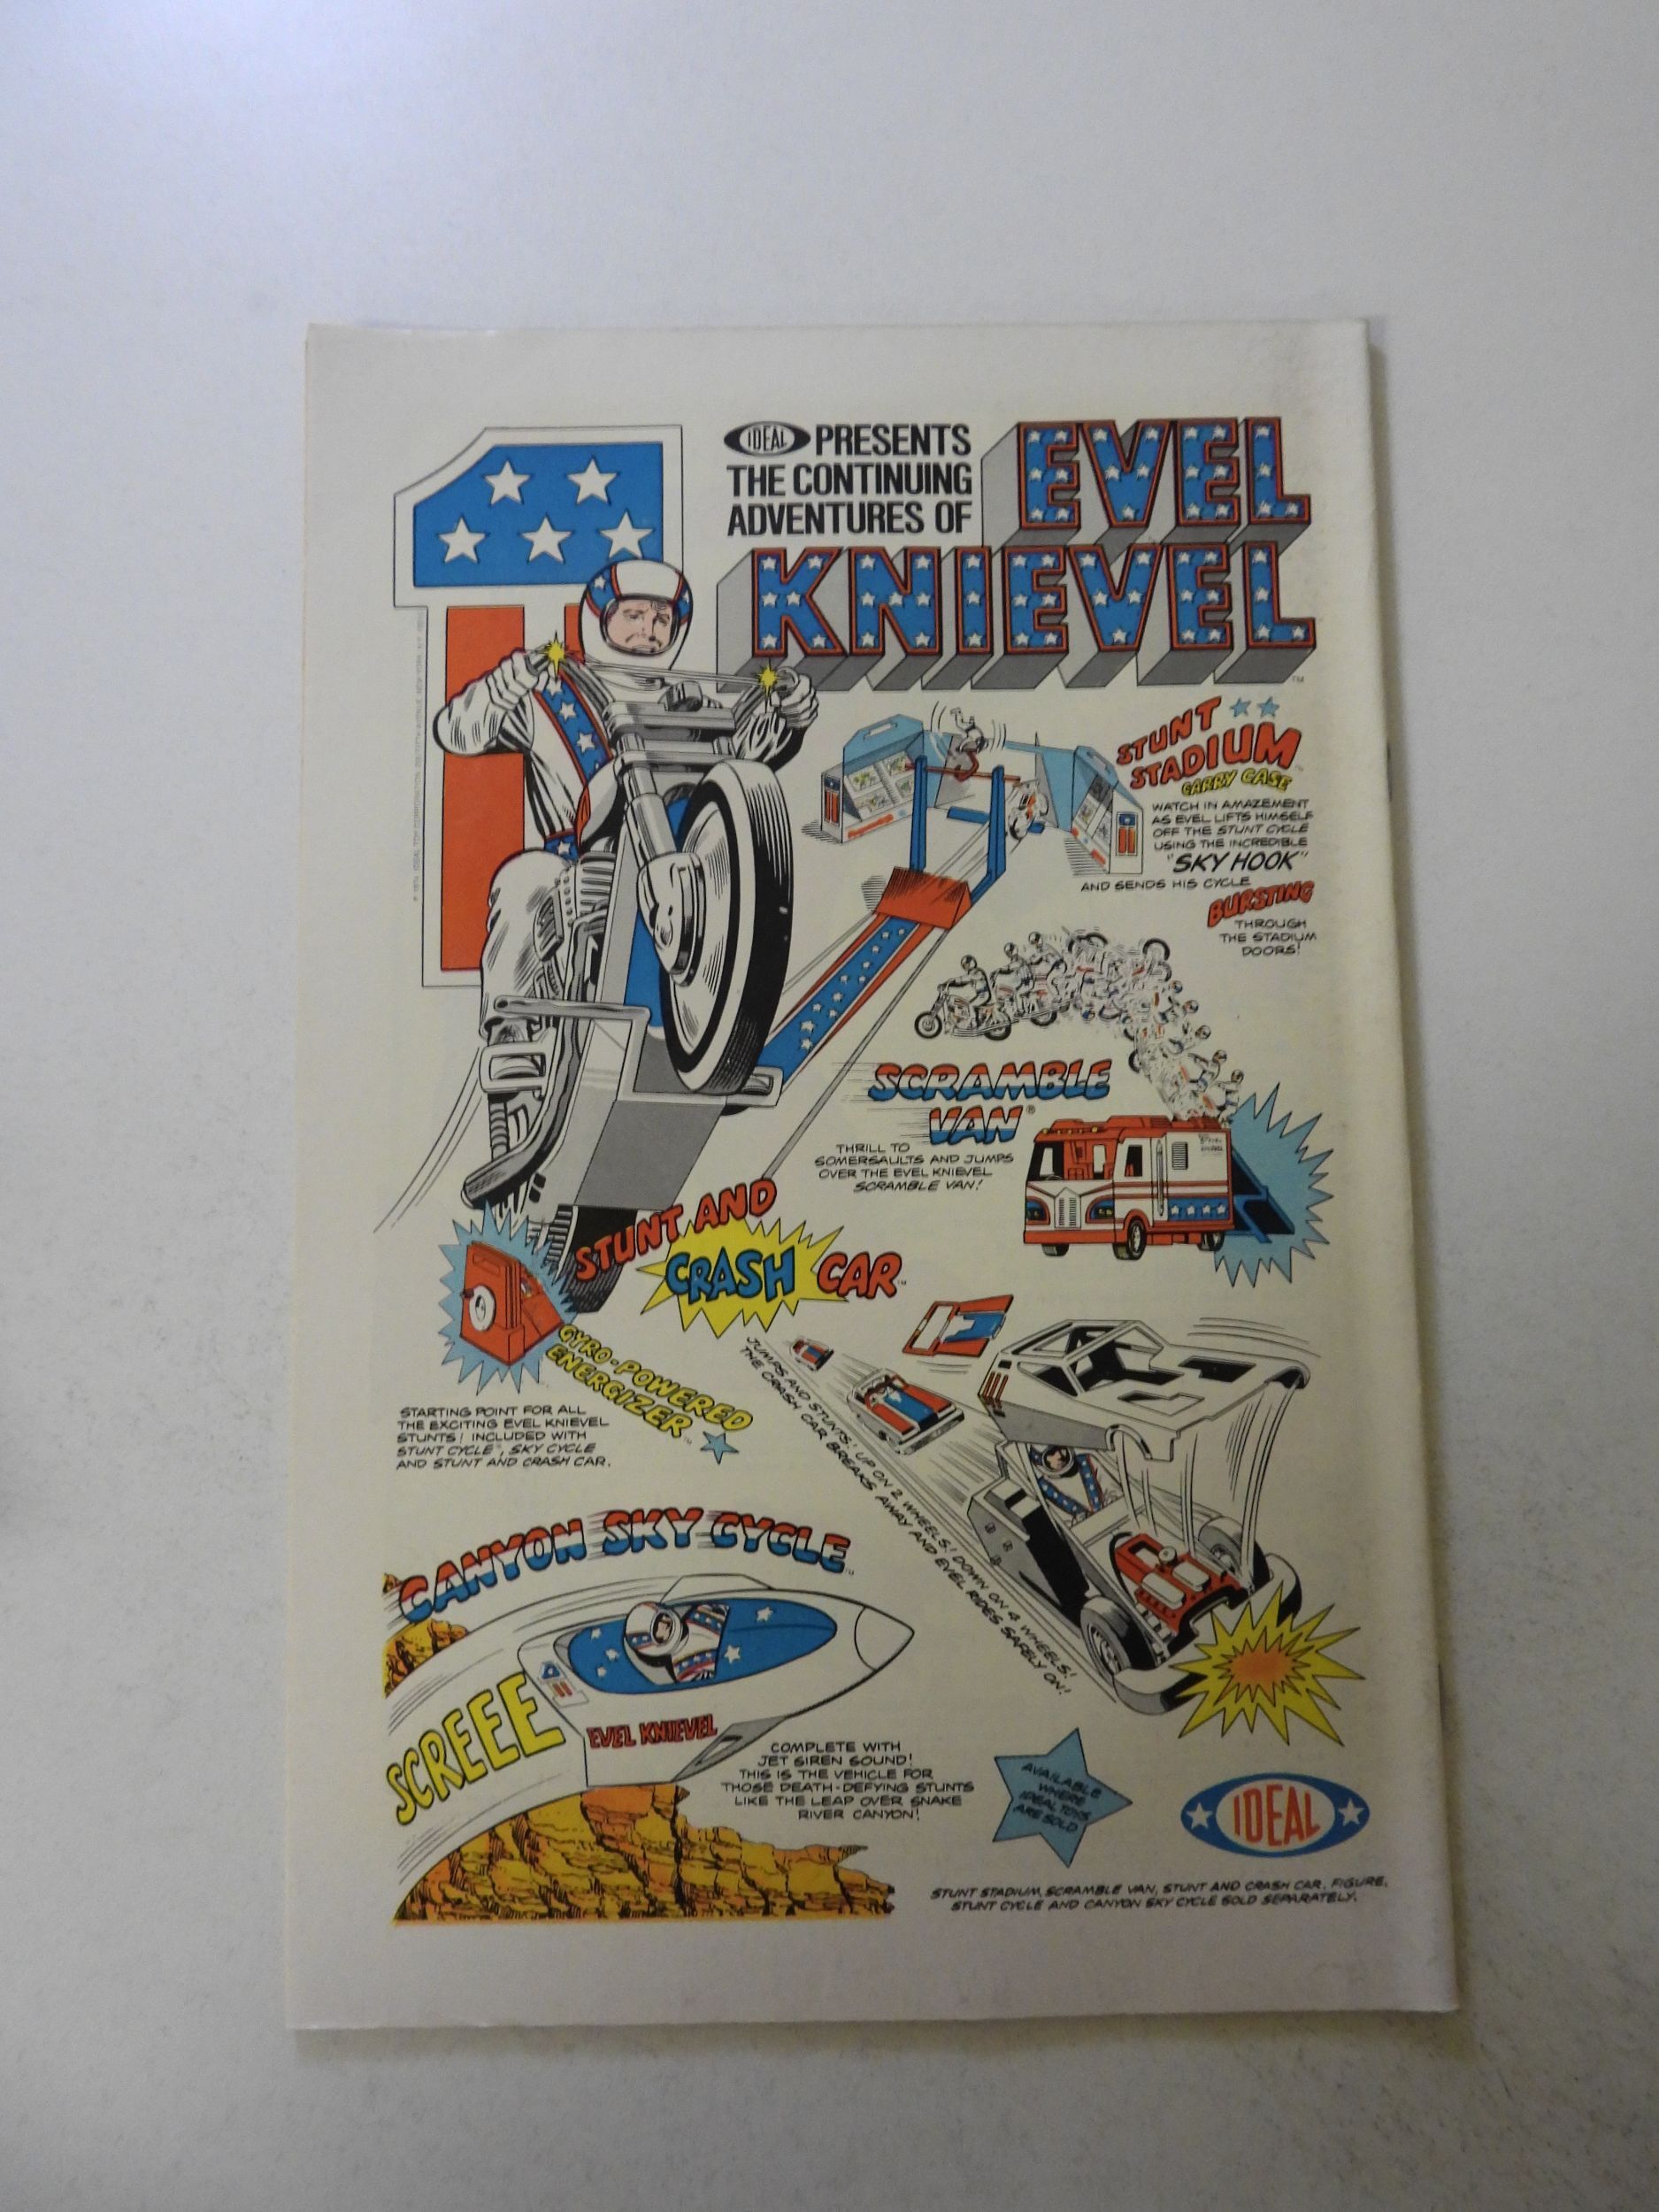 IDEAL PRESENTS
THE CONTINUING
ADVENTURES OF
EVEL
KNIEVEL
TM
STUNT
STADIUM
CARRY CASE
WATCH IN AMAZEMENT
AS EVEL LIFTS HIMSELF
OFF THE STUNT CYCLE
USING THE INCREDIBLE
"SKY HOOK"
AND SENDS HIS CYCLE
BURSTING
THROUGH
THE STADIUM
DOORS!
SCRAMBLE
VAN®
THRILL TO
SOMERSAULTS AND JUMPS
OVER THE EVEL KNIEVEL
SCRAMBLE VAN!
STUNT AND
CRASH CAR
GYRO-POWERED
ENERGIZER
STARTING POINT FOR ALL
THE EXCITING EVEL KNIEVEL
STUNTS! INCLUDED WITH
STUNT CYCLE, SKY CYCLE
AND STUNT AND CRASH CAR.
JUMPS AND STUNTS! UP ON 2 WHEELS! DOWN ON 4 WHEELS!
THE CRASH CAR BREAKS AWAY AND EVEL RIDES SAFELY ON!
CANYON SKY CYCLE
SCREEE
EVEL KNIEVEL
COMPLETE WITH
JET SIREN SOUND!
THIS IS THE VEHICLE FOR
THOSE DEATH-DEFYING STUNTS
LIKE THE LEAP OVER SNAKE
RIVER CANYON!
AVAILABLE
WHERE
IDEAL TOYS
ARE SOLD
IDEAL
STUNT STADIUM, SCRAMBLE VAN, STUNT AND CRASH CAR, FIGURE,
STUNT CYCLE AND CANYON SKY CYCLE SOLD SEPARATELY.